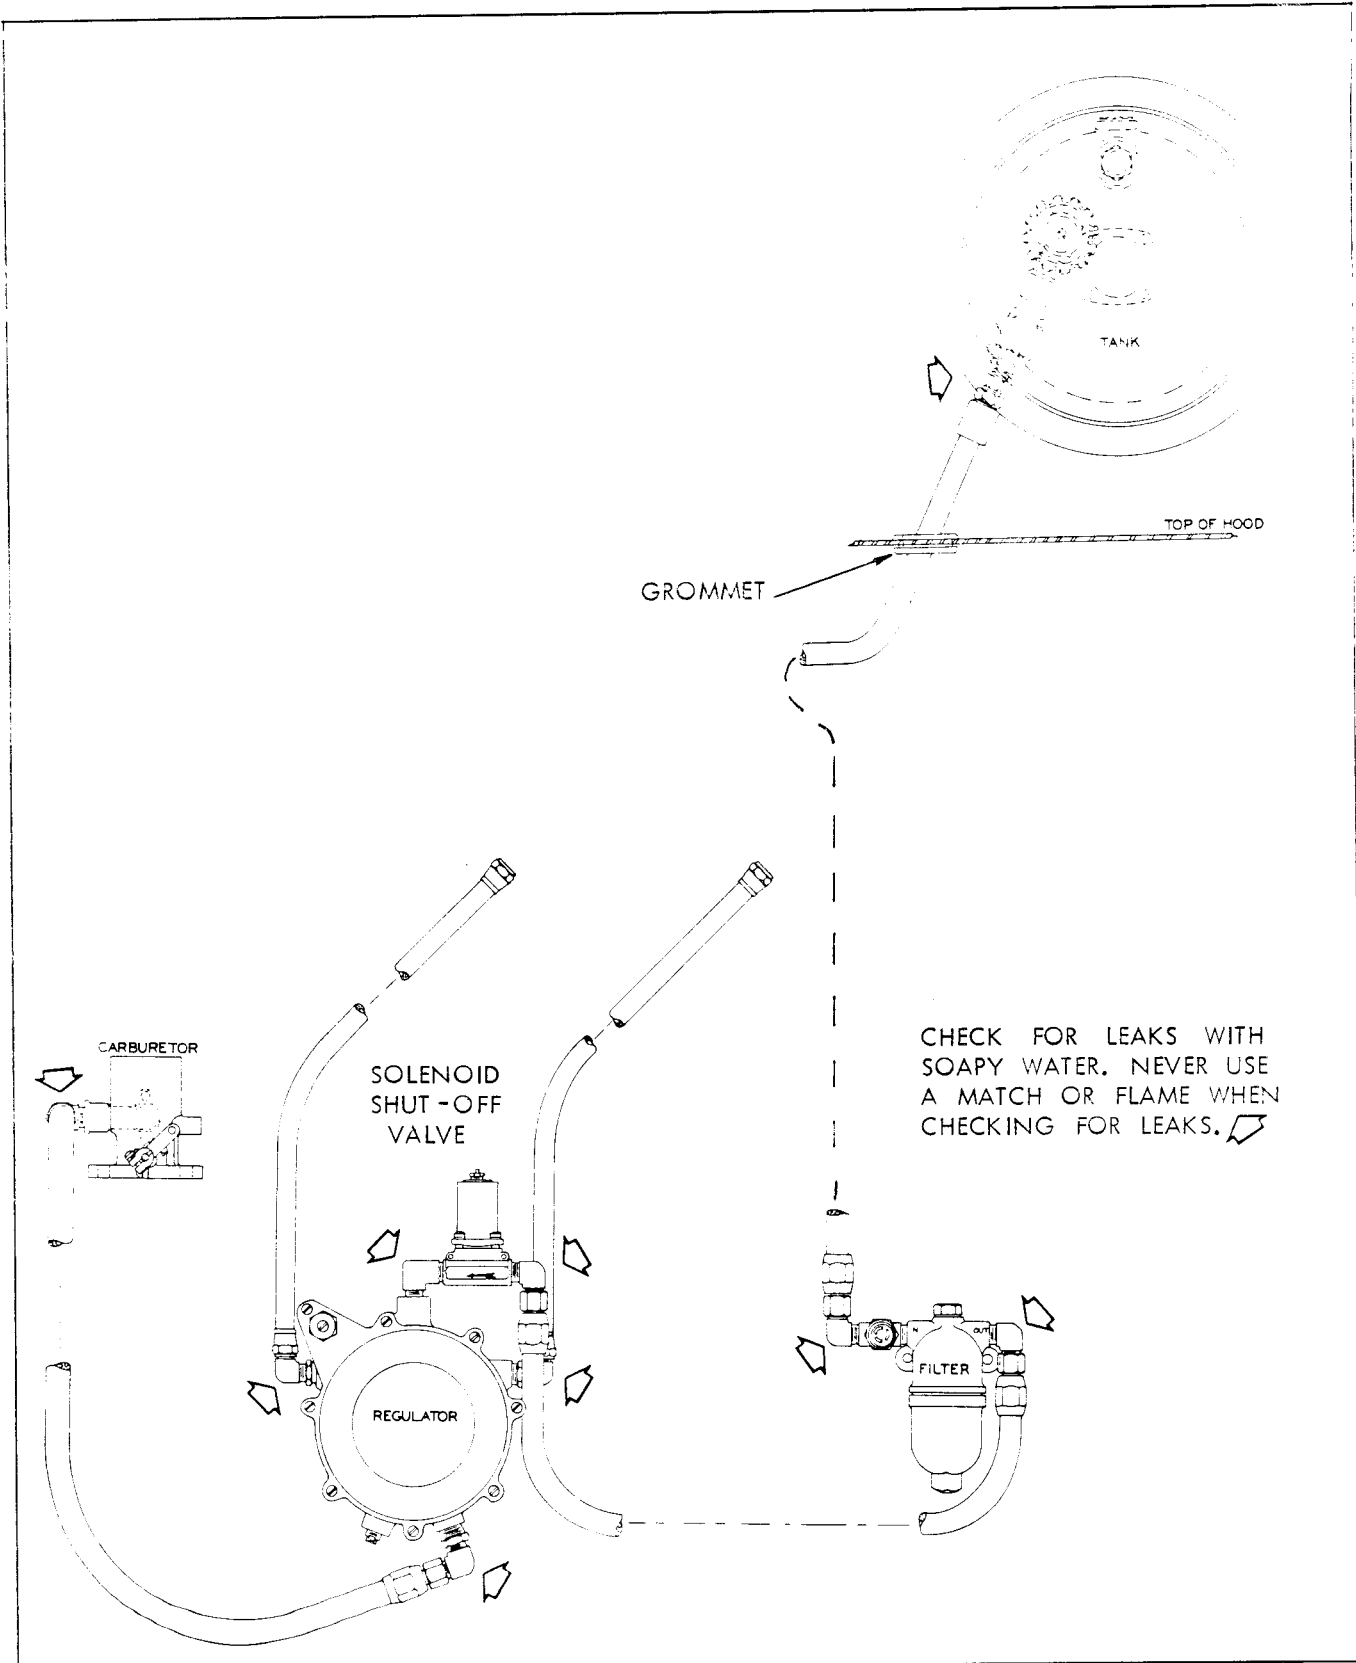 TANK
TOP OF HOOD
GROMMET
CARBURETOR
SOLENOID
SHUT-OFF
VALVE
CHECK FOR LEAKS WITH
SOAPY WATER. NEVER USE
A MATCH OR FLAME WHEN
CHECKING FOR LEAKS.
OUT
FILTER
REGULATOR